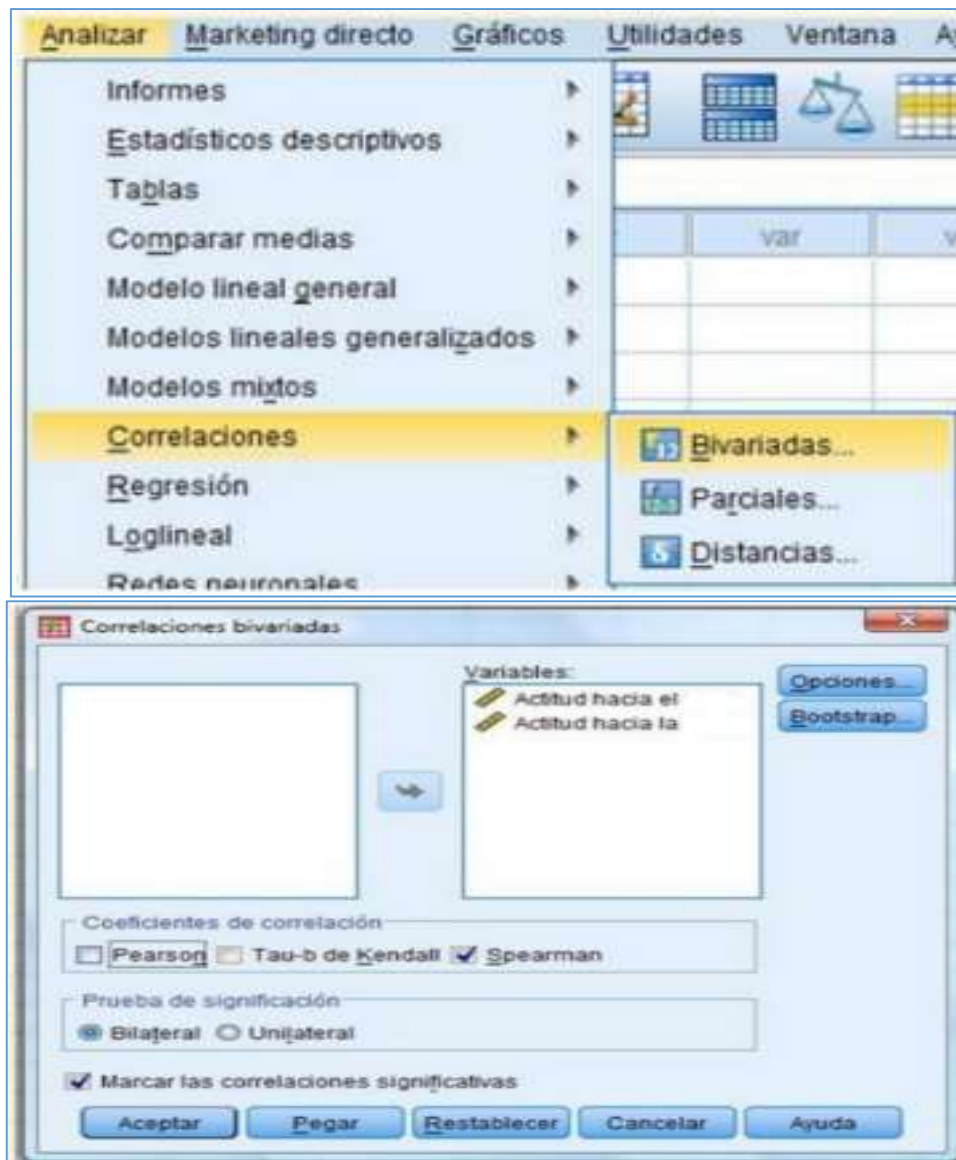 Analizar Marketing directo Gráficos Utilidades Ventana
Informes
Estadísticos descriptivos
Tablas
Comparar medias
var
Modelo lineal general
Modelos lineales generalizados
Modelos mixtos
Correlaciones
Bivariadas...
Regresión
Parciales...
Loglineal
Distancias...
Redes neuronales
Correlaciones bivariadas
Variables:
Actitud hacia el
Actitud hacia la
Opciones...
Bootstrap...
Coeficientes de correlación
Pearson Tau-b de Kendall Spearman
Prueba de significación
Bilateral Unilateral
Marcar las correlaciones significativas
Aceptar Pegar Restablecer Cancelar Ayuda